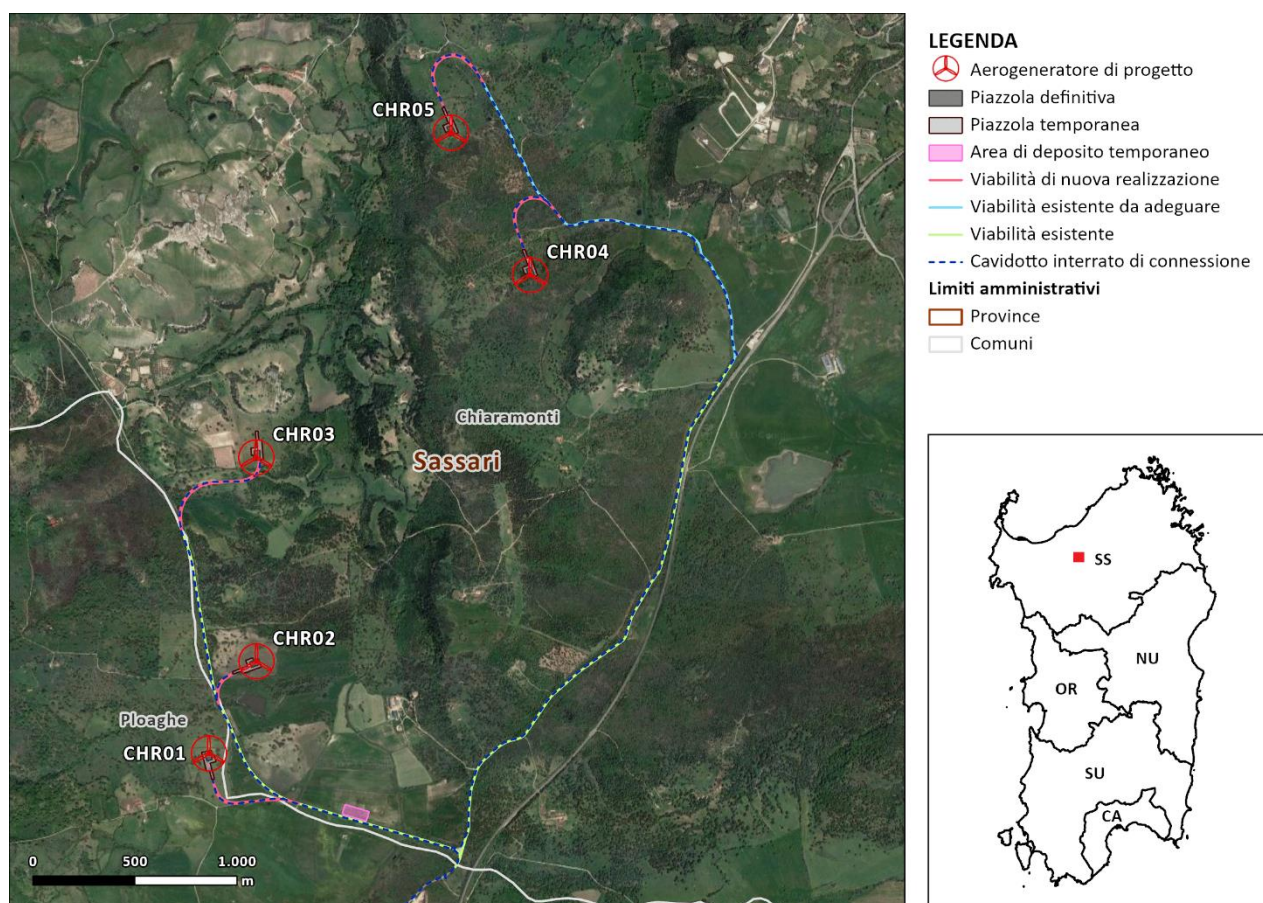 CHR05
CHR04
Chiaramonti
CHR03
Sassari
CHR02
Ploaghe
CHR01
0 500 1.000
m
LEGENDA
Aerogeneratore di progetto
Piazzola definitiva
Piazzola temporanea
Area di deposito temporaneo
Viabilità di nuova realizzazione
Viabilità esistente da adeguare
Viabilità esistente
Cavidotto interrato di connessione
Limiti amministrativi
Province
Comuni
SS
NU
OR
SU
CA